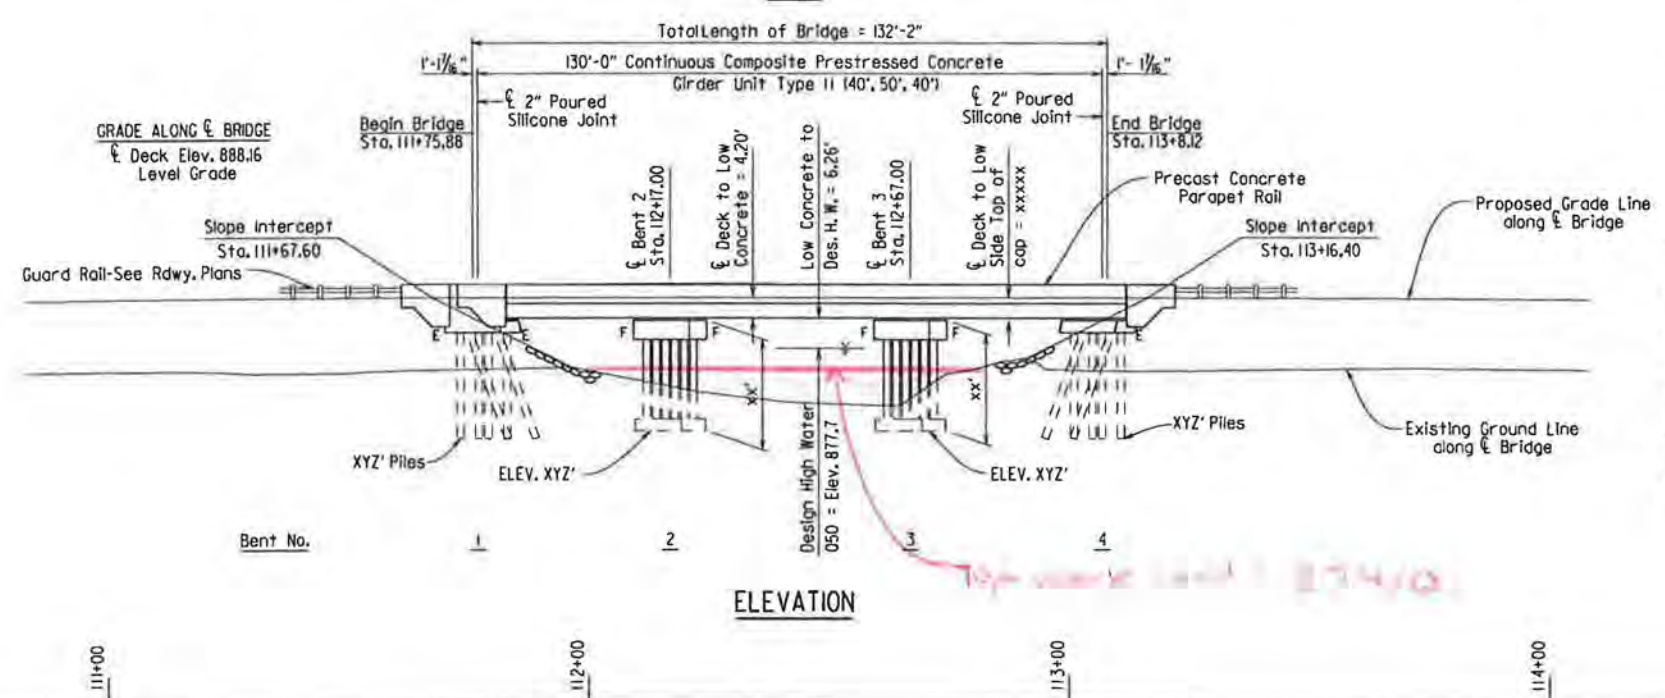 Total Length of Bridge = 132'-2"
1'-1 7/16"
130'-0" Continuous Composite Prestressed Concrete
Girder Unit Type II (40', 50', 40')
1'- 1 7/16"
℄ 2" Poured
Silicone Joint
℄ 2" Poured
Silicone Joint
GRADE ALONG ℄ BRIDGE
℄ Deck Elev. 888.16
Level Grade
Begin Bridge
Sta. 111+75.88
End Bridge
Sta. 113+8.12
℄ Bent 2
Sta. 112+17.00
℄ Deck to Low
Concrete = 4.20'
Low Concrete to
Des. H. W. = 6.26'
℄ Bent 3
Sta. 112+67.00
℄ Deck to Low
Side Top of
cap = xxxxx
Precast Concrete
Parapet Rail
Proposed Grade Line
along ℄ Bridge
Slope Intercept
Sta. 111+67.60
Slope Intercept
Sta. 113+16.40
Guard Rail-See Rdwy. Plans
E
E
F
F
F
F
E
E
xx'
xx'
XYZ' Piles
ELEV. XYZ'
Design High Water
Q50 = Elev. 877.7
ELEV. XYZ'
XYZ' Piles
Existing Ground Line
along ℄ Bridge
Bent No.
1
2
3
4
ELEVATION
111+00
112+00
113+00
114+00